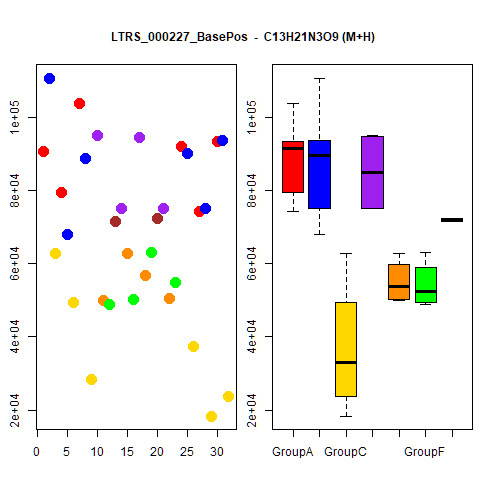 LTRS_000227_BasePos - C13H21N3O9 (M+H)
1e+05
8e+04
6e+04
4e+04
2e+04
0 5 10 15 20 25 30
1e+05
8e+04
6e+04
4e+04
2e+04
GroupA GroupC GroupF